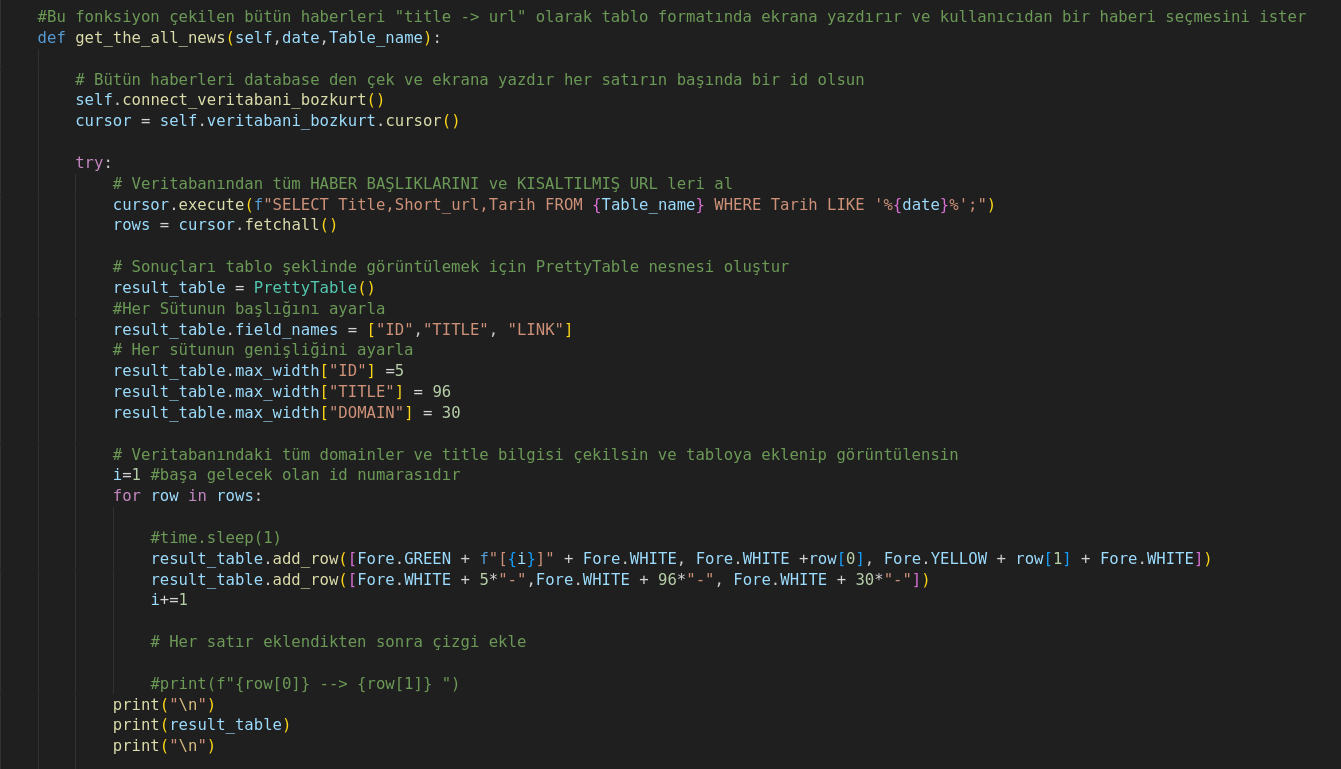 #Bu fonksiyon çekilen bütün haberleri "title -> url" olarak tablo formatında ekrana yazdırır ve kullanıcıdan bir haberi seçmesini ister
def get_the_all_news(self,date,Table_name):
# Bütün haberleri database den çek ve ekrana yazdır her satırın başında bir id olsun
self.connect_veritabani_bozkurt()
cursor = self.veritabani_bozkurt.cursor()
try:
# Veritabanından tüm HABER BAŞLIKLARINI ve KISALTILMIŞ URL leri al
cursor.execute(f"SELECT Title,Short_url,Tarih FROM {Table_name} WHERE Tarih LIKE '%{date}%';")
rows = cursor.fetchall()
# Sonuçları tablo şeklinde görüntülemek için PrettyTable nesnesi oluştur
result_table = PrettyTable()
#Her Sütunun başlığını ayarla
result_table.field_names = ["ID","TITLE", "LINK"]
# Her sütunun genişliğini ayarla
result_table.max_width["ID"] =5
result_table.max_width["TITLE"] = 96
result_table.max_width["DOMAIN"] = 30
# Veritabanındaki tüm domainler ve title bilgisi çekilsin ve tabloya eklenip görüntülensin
i=1 #başa gelecek olan id numarasıdır
for row in rows:
#time.sleep(1)
result_table.add_row([Fore.GREEN + f"[{i}]" + Fore.WHITE, Fore.WHITE +row[0], Fore.YELLOW + row[1] + Fore.WHITE])
result_table.add_row([Fore.WHITE + 5*"-",Fore.WHITE + 96*"-", Fore.WHITE + 30*"-"])
i+=1
# Her satır eklendikten sonra çizgi ekle
#print(f"{row[0]} --> {row[1]} ")
print("\n")
print(result_table)
print("\n")